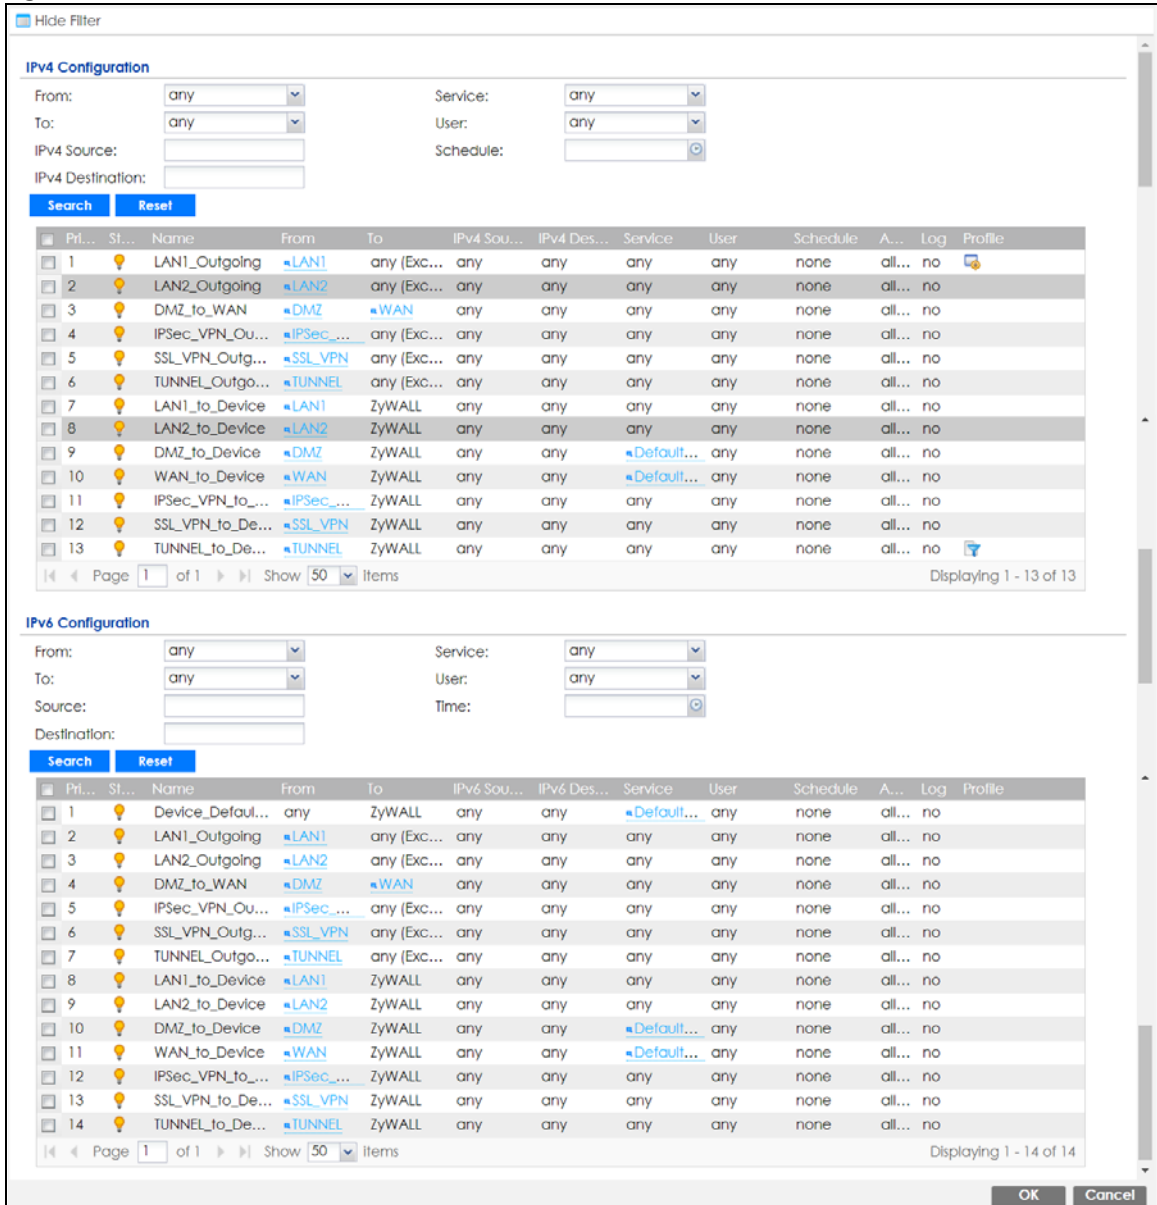 Hide Filter
IPv4 Configuration
From: any Service: any
To: any User: any
IPv4 Source: Schedule:
IPv4 Destination:
Search Reset
Pri... St... Name From To IPv4 Sou... IPv4 Des... Service User Schedule A... Log Profile
1 LAN1_Outgoing LAN1 any (Exc... any any any any none all... no
2 LAN2_Outgoing LAN2 any (Exc... any any any any none all... no
3 DMZ_to_WAN DMZ WAN any any any any none all... no
4 IPSec_VPN_Ou... IPSec_... any (Exc... any any any any none all... no
5 SSL_VPN_Outg... SSL_VPN any (Exc... any any any any none all... no
6 TUNNEL_Outgo... TUNNEL any (Exc... any any any any none all... no
7 LAN1_to_Device LAN1 ZyWALL any any any any none all... no
8 LAN2_to_Device LAN2 ZyWALL any any any any none all... no
9 DMZ_to_Device DMZ ZyWALL any any Default... any none all... no
10 WAN_to_Device WAN ZyWALL any any Default... any none all... no
11 IPSec_VPN_to_... IPSec_... ZyWALL any any any any none all... no
12 SSL_VPN_to_De... SSL_VPN ZyWALL any any any any none all... no
13 TUNNEL_to_De... TUNNEL ZyWALL any any any any none all... no
Page 1 of 1 Show 50 Items Displaying 1 - 13 of 13
IPv6 Configuration
From: any Service: any
To: any User: any
Source: Time:
Destination:
Search Reset
Pri... St... Name From To IPv6 Sou... IPv6 Des... Service User Schedule A... Log Profile
1 Device_Defaul... any ZyWALL any any Default... any none all... no
2 LAN1_Outgoing LAN1 any (Exc... any any any any none all... no
3 LAN2_Outgoing LAN2 any (Exc... any any any any none all... no
4 DMZ_to_WAN DMZ WAN any any any any none all... no
5 IPSec_VPN_Ou... IPSec_... any (Exc... any any any any none all... no
6 SSL_VPN_Outg... SSL_VPN any (Exc... any any any any none all... no
7 TUNNEL_Outgo... TUNNEL any (Exc... any any any any none all... no
8 LAN1_to_Device LAN1 ZyWALL any any any any none all... no
9 LAN2_to_Device LAN2 ZyWALL any any any any none all... no
10 DMZ_to_Device DMZ ZyWALL any any Default... any none all... no
11 WAN_to_Device WAN ZyWALL any any Default... any none all... no
12 IPSec_VPN_to_... IPSec_... ZyWALL any any any any none all... no
13 SSL_VPN_to_De... SSL_VPN ZyWALL any any any any none all... no
14 TUNNEL_to_De... TUNNEL ZyWALL any any any any none all... no
Page 1 of 1 Show 50 Items Displaying 1 - 14 of 14
OK Cancel